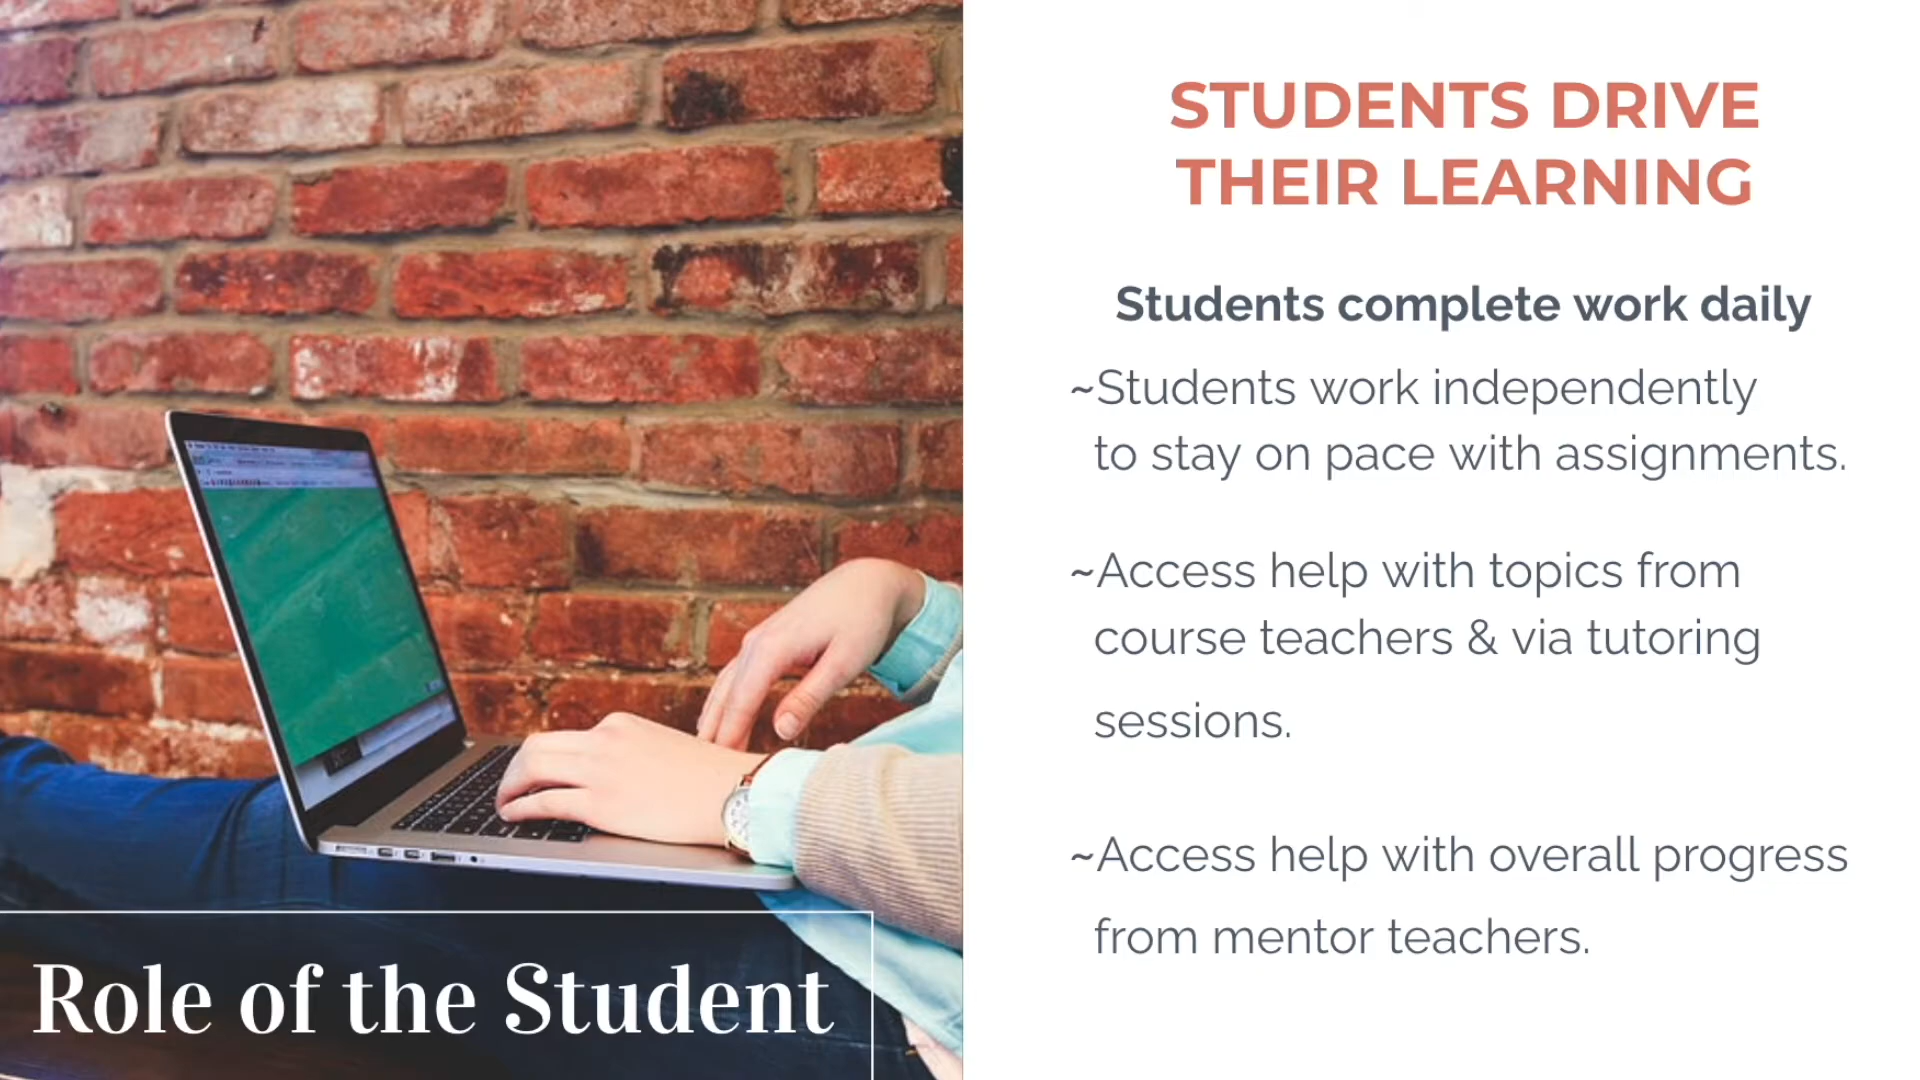 STUDENTS DRIVE
THEIR LEARNING
Students complete work daily
~Students work independently
to stay on pace with assignments.
~Access help with topics from
course teachers & via tutoring
sessions.
~Access help with overall progress
from mentor teachers.
Role of the Student